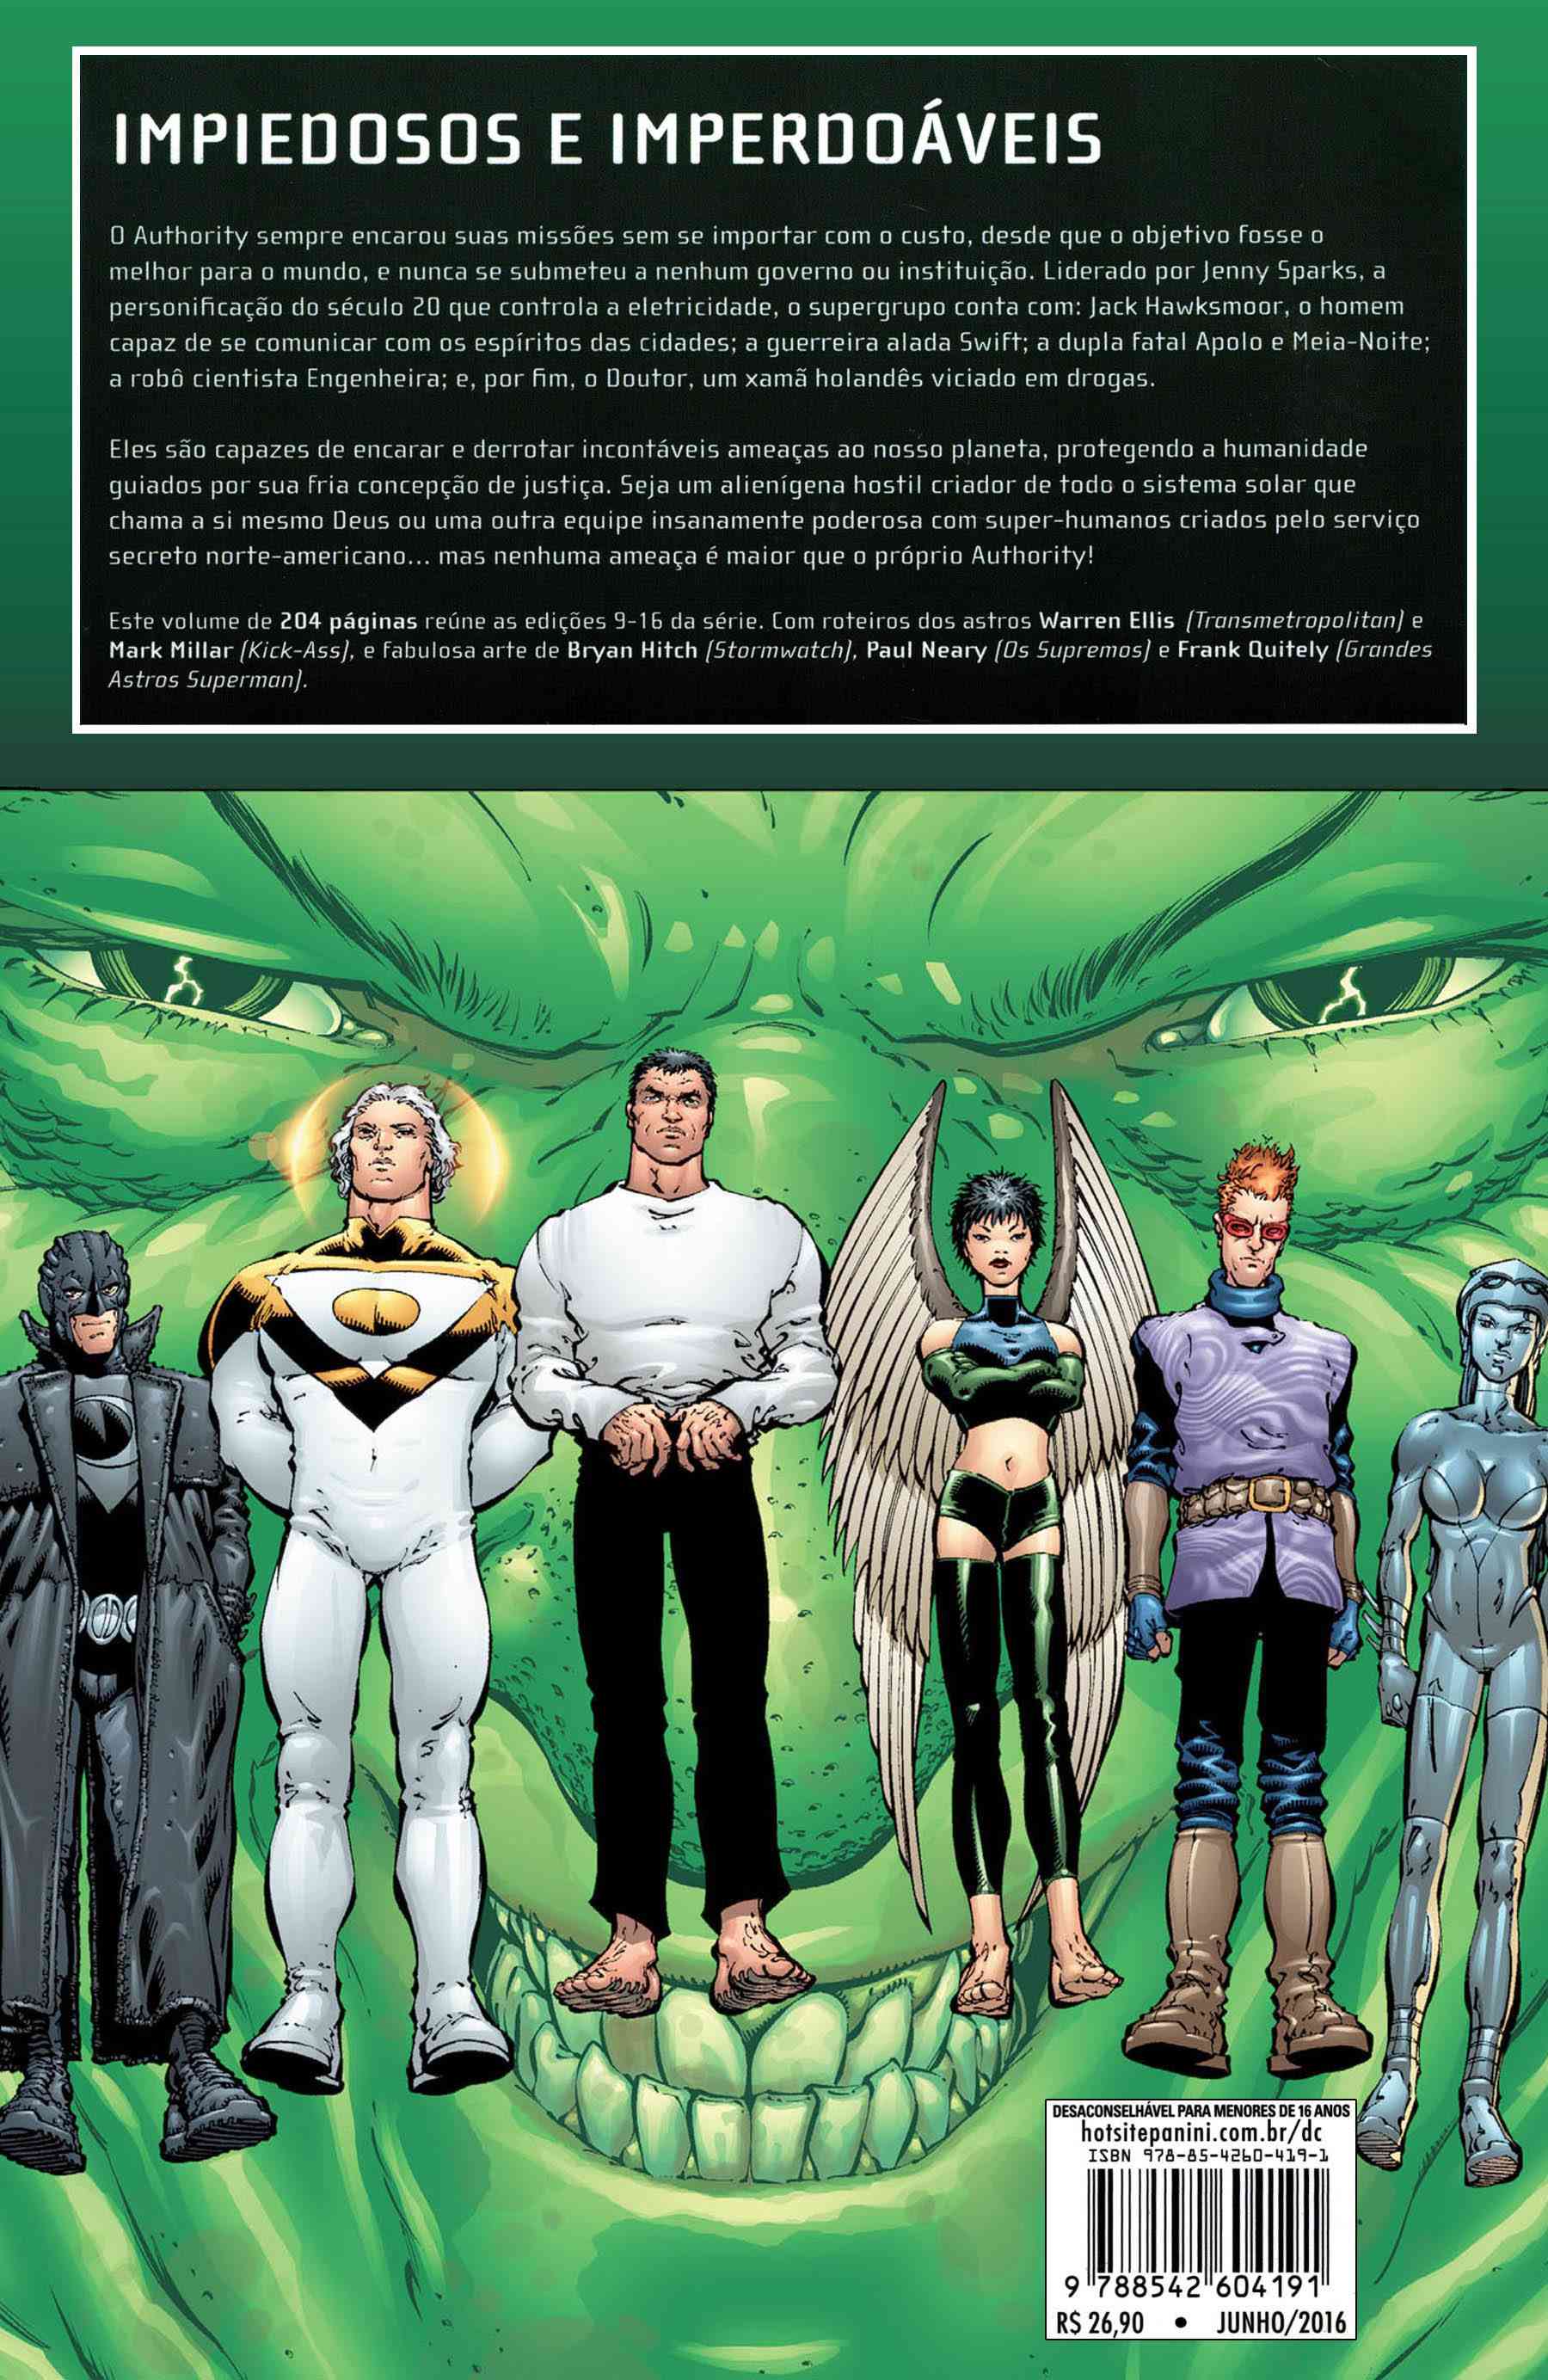 IMPIEDOSOS E IMPERDOÁVEIS
O Authority sempre encarou suas missões sem se importar com o custo, desde que o objetivo fosse o
melhor para o mundo, e nunca se submeteu a nenhum governo ou instituição. Liderado por Jenny Sparks, a
personificação do século 20 que controla a eletricidade, o supergrupo conta com: Jack Hawksmoor, o homem
capaz de se comunicar com os espíritos das cidades; a guerreira alada Swift; a dupla fatal Apolo e Meia-Noite;
a robô cientista Engenheira; e, por fim, o Doutor, um xamã holandês viciado em drogas.
Eles são capazes de encarar e derrotar incontáveis ameaças ao nosso planeta, protegendo a humanidade
guiados por sua fria concepção de justiça. Seja um alienígena hostil criador de todo o sistema solar que
chama a si mesmo Deus ou uma outra equipe insanamente poderosa com super-humanos criados pelo serviço
secreto norte-americano... mas nenhuma ameaça é maior que o próprio Authority!
Este volume de 204 páginas reúne as edições 9-16 da série. Com roteiros dos astros Warren Ellis (Transmetropolitan) e
Mark Millar (Kick-Ass), e fabulosa arte de Bryan Hitch (Stormwatch), Paul Neary (Os Supremos) e Frank Quitely (Grandes
Astros Superman).
DESACONSELHÁVEL PARA MENORES DE 16 ANOS
hotsitepanini.com.br/dc
ISBN 978-85-4260-419-1
9 788542 604191
R$ 26,90 • JUNHO/2016